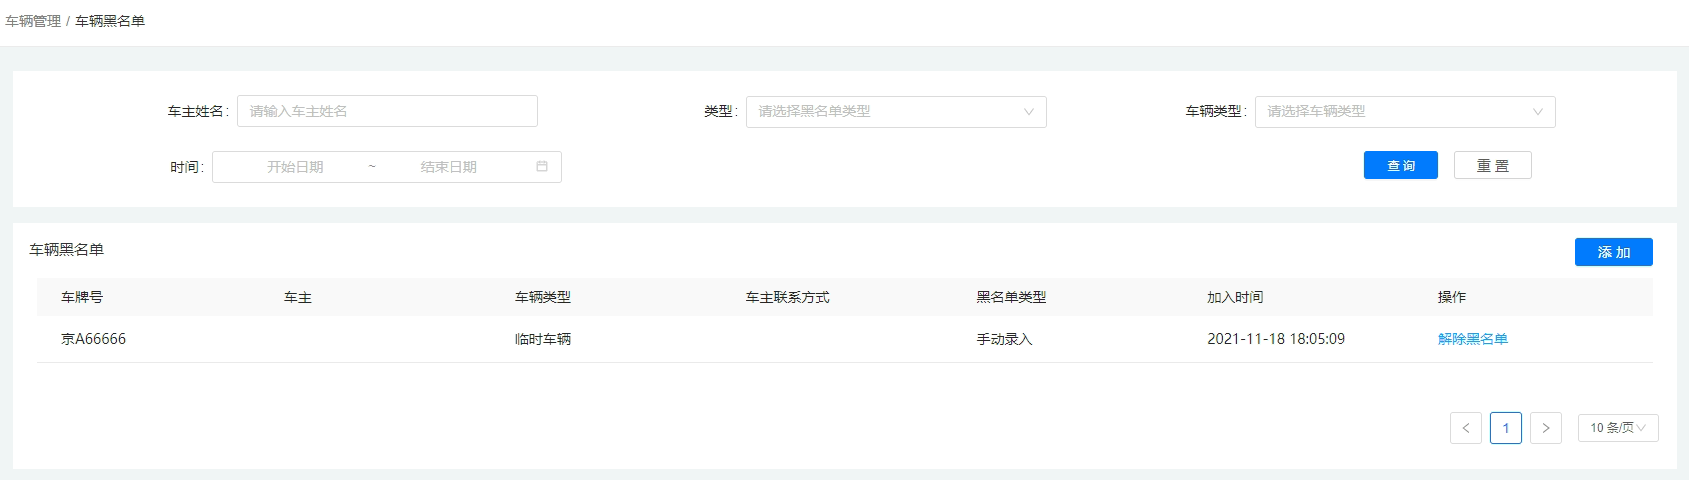 车辆管理 / 车辆黑名单
车主姓名: 请输入车主姓名 类型: 请选择黑名单类型 车辆类型: 请选择车辆类型
时间: 开始日期 ~ 结束日期 查询 重置
车辆黑名单 添加
车牌号 车主 车辆类型 车主联系方式 黑名单类型 加入时间 操作
京A66666 临时车辆 手动录入 2021-11-18 18:05:09 解除黑名单
< 1 > 10 条/页